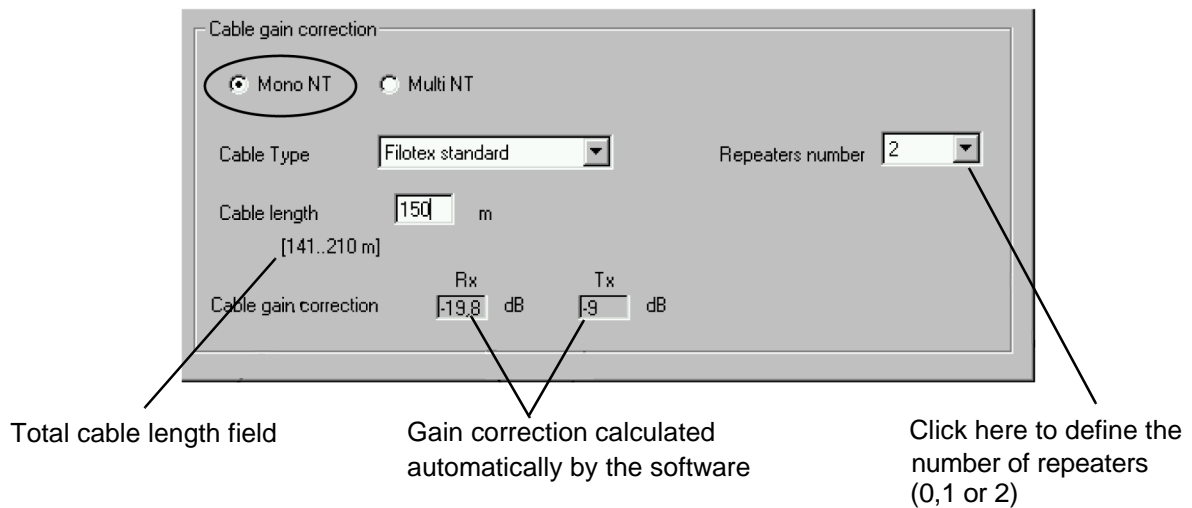 Cable gain correction
Mono NT Multi NT
Cable Type Filotex standard Repeaters number 2
Cable length 150 m
[141..210 m]
Rx Tx
Cable gain correction -19,8 dB -9 dB
Total cable length field
Gain correction calculated
automatically by the software
Click here to define the
number of repeaters
(0,1 or 2)